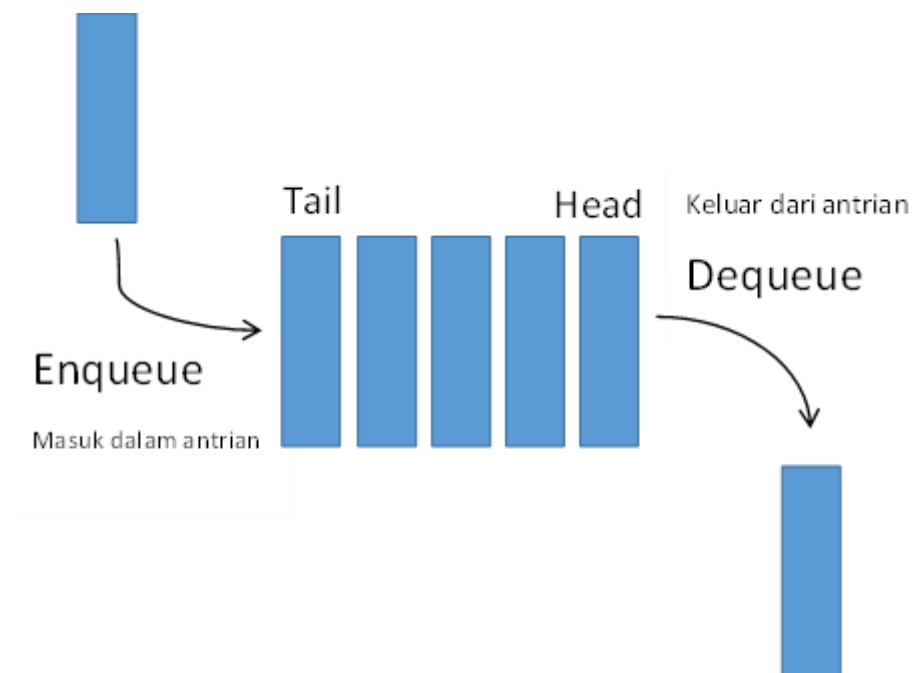 Tail
Head
Keluar dari antrian
Dequeue
Enqueue
Masuk dalam antrian